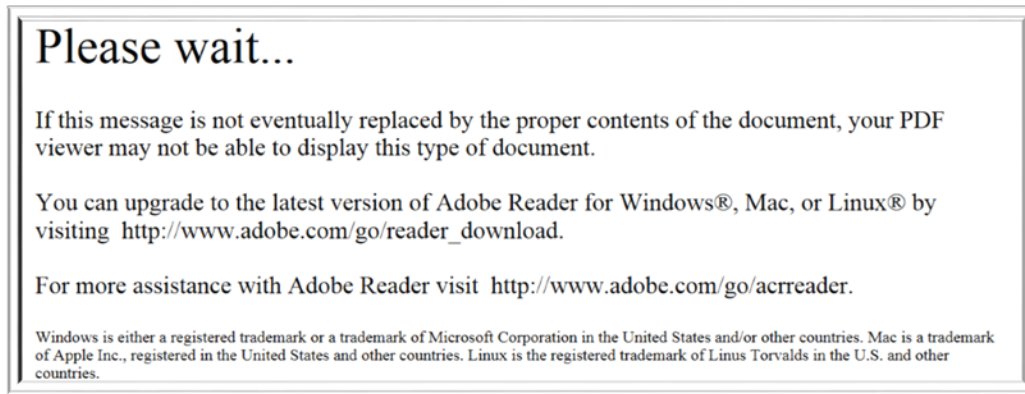 Please wait...
If this message is not eventually replaced by the proper contents of the document, your PDF
viewer may not be able to display this type of document.
You can upgrade to the latest version of Adobe Reader for Windows®, Mac, or Linux® by
visiting  http://www.adobe.com/go/reader_download.
For more assistance with Adobe Reader visit  http://www.adobe.com/go/acrreader.
Windows is either a registered trademark or a trademark of Microsoft Corporation in the United States and/or other countries. Mac is a trademark
of Apple Inc., registered in the United States and other countries. Linux is the registered trademark of Linus Torvalds in the U.S. and other
countries.